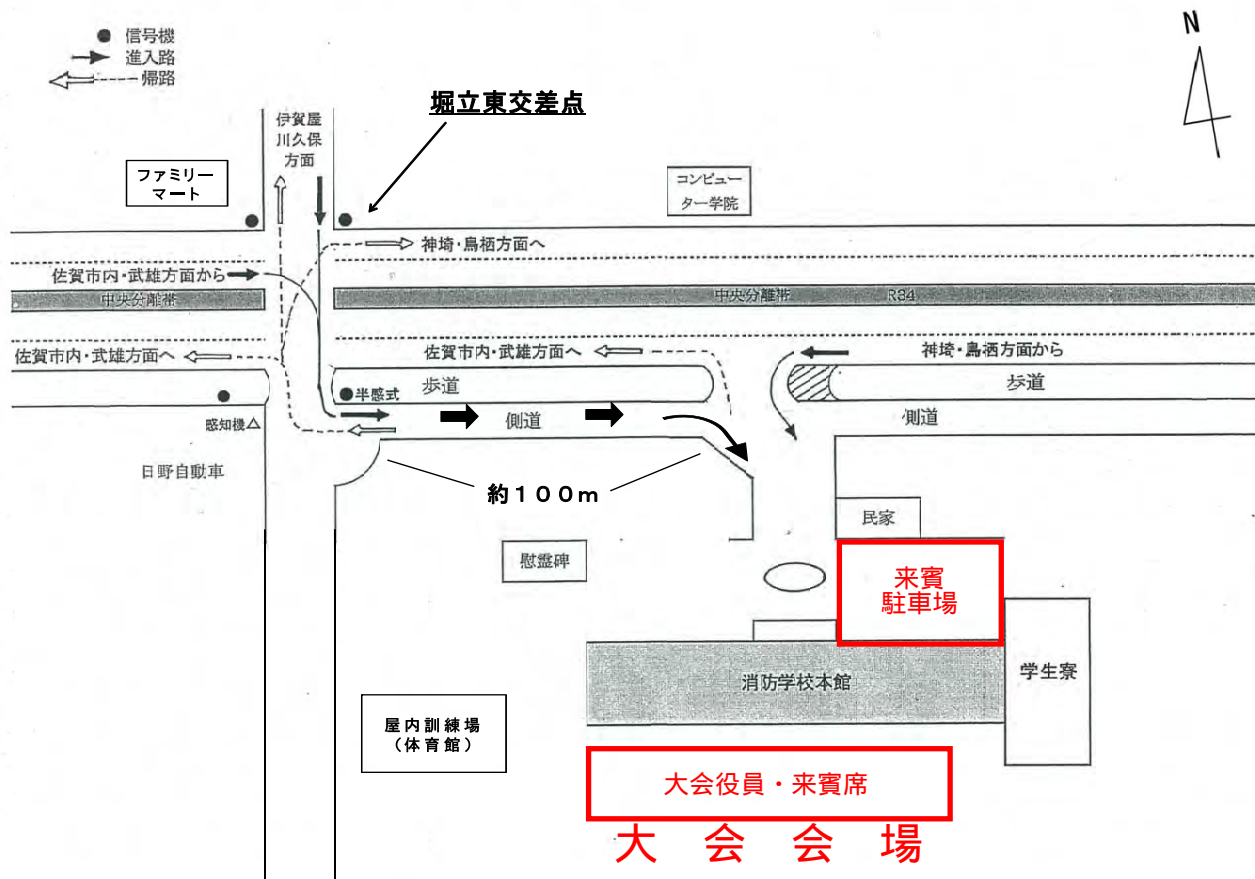 N
信号機
進入路
帰路
堀立東交差点
伊賀屋
川久保
方面
ファミリー
マート
コンピュー
ター学院
神埼・鳥栖方面へ
佐賀市内・武雄方面から
中央分離帯
中央分離帯
R34
佐賀市内・武雄方面へ
佐賀市内・武雄方面へ
神埼・鳥栖方面から
半感式
歩道
歩道
感知機△
側道
側道
日野自動車
約100m
民家
慰霊碑
来賓
駐車場
消防学校本館
学生寮
屋内訓練場
(体育館)
大会役員・来賓席
大会会場